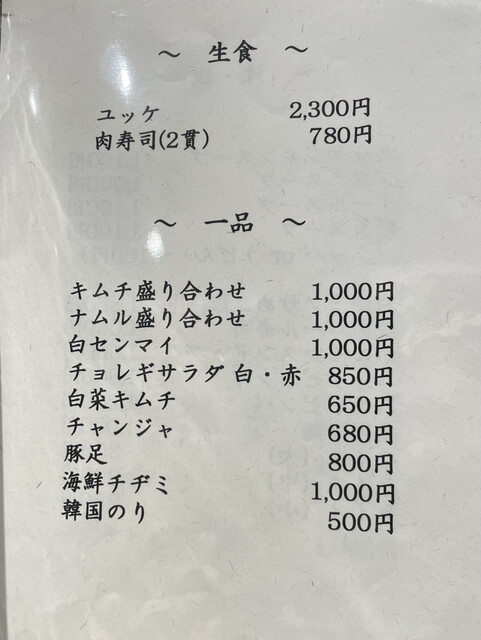 ～ 生食 ～
ユッケ 2,300円
肉寿司(2貫) 780円
～ 一品 ～
キムチ盛り合わせ 1,000円
ナムル盛り合わせ 1,000円
白センマイ 1,000円
チョレギサラダ 白・赤 850円
白菜キムチ 650円
チャンジャ 680円
豚足 800円
海鮮チヂミ 1,000円
韓国のり 500円